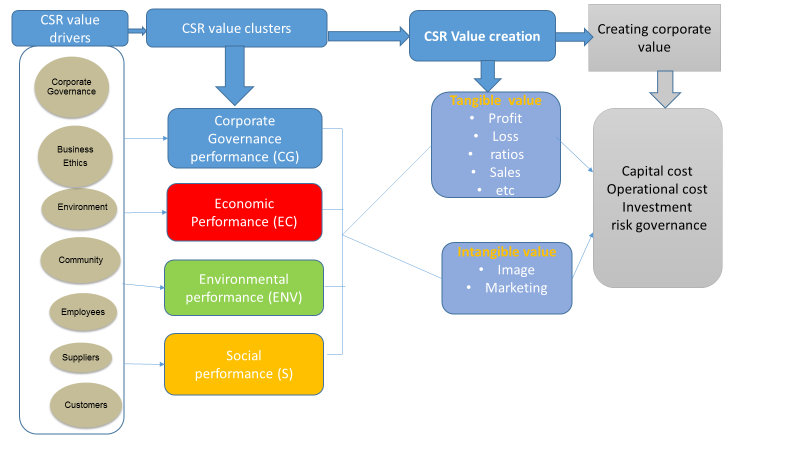 CSR value
drivers
CSR value clusters
CSR Value creation
Creating corporate
value
Corporate
Governance
Business
Ethics
Environment
Community
Employees
Suppliers
Customers
Corporate
Governance
performance (CG)
Economic
Performance (EC)
Environmental
performance (ENV)
Social
performance (S)
Tangible value
• Profit
• Loss
• ratios
• Sales
• etc
Intangible value
• Image
• Marketing
Capital cost
Operational cost
Investment
risk governance